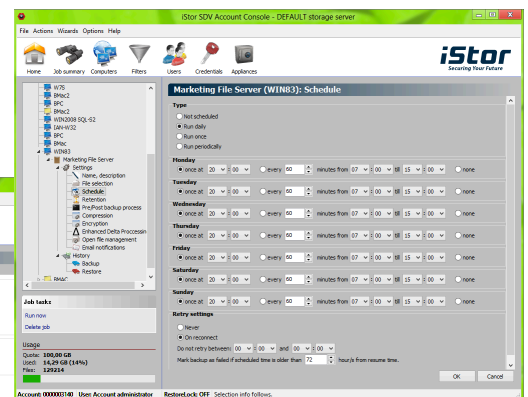 iStor SDV Account Console - DEFAULT storage server
File Actions Wizards Options Help
Home Job summary Computers Filters Users Credentials Appliances
iStor
Securing Your Future
W7S
BMac2
BPC
BMac2
WIN2008 SQL-S2
IAN-W32
BPC
BMac
WIN83
Marketing File Server
Settings
Name, description
File selection
Schedule
Retention
Pre/Post backup process
Compression
Encryption
Enhanced Delta Processin
Open file management
Email notifications
History
Backup
Restore
BMAC
Job tasks
Run now
Delete job
Usage
Quota: 100,00 GB
Used: 14,29 GB (14%)
Files: 129214
Marketing File Server (WIN83): Schedule
Type
Not scheduled
Run daily
Run once
Run periodically
Monday
once at 20 : 00 every 60 minutes from 07 : 00 till 15 : 00 none
Tuesday
once at 20 : 00 every 60 minutes from 07 : 00 till 15 : 00 none
Wednesday
once at 20 : 00 every 60 minutes from 07 : 00 till 15 : 00 none
Thursday
once at 20 : 00 every 60 minutes from 07 : 00 till 15 : 00 none
Friday
once at 20 : 00 every 60 minutes from 07 : 00 till 15 : 00 none
Saturday
once at 20 : 00 every 60 minutes from 07 : 00 till 15 : 00 none
Sunday
once at 20 : 00 every 60 minutes from 07 : 00 till 15 : 00 none
Retry settings
Never
On reconnect
Do not retry between: 00 : 00 and 00 : 00
Mark backup as failed if scheduled time is older than 72 hour/s from resume time.
OK Cancel
Account: 0000003140 User: Account administrator RestoreLock: OFF Selection info follows.